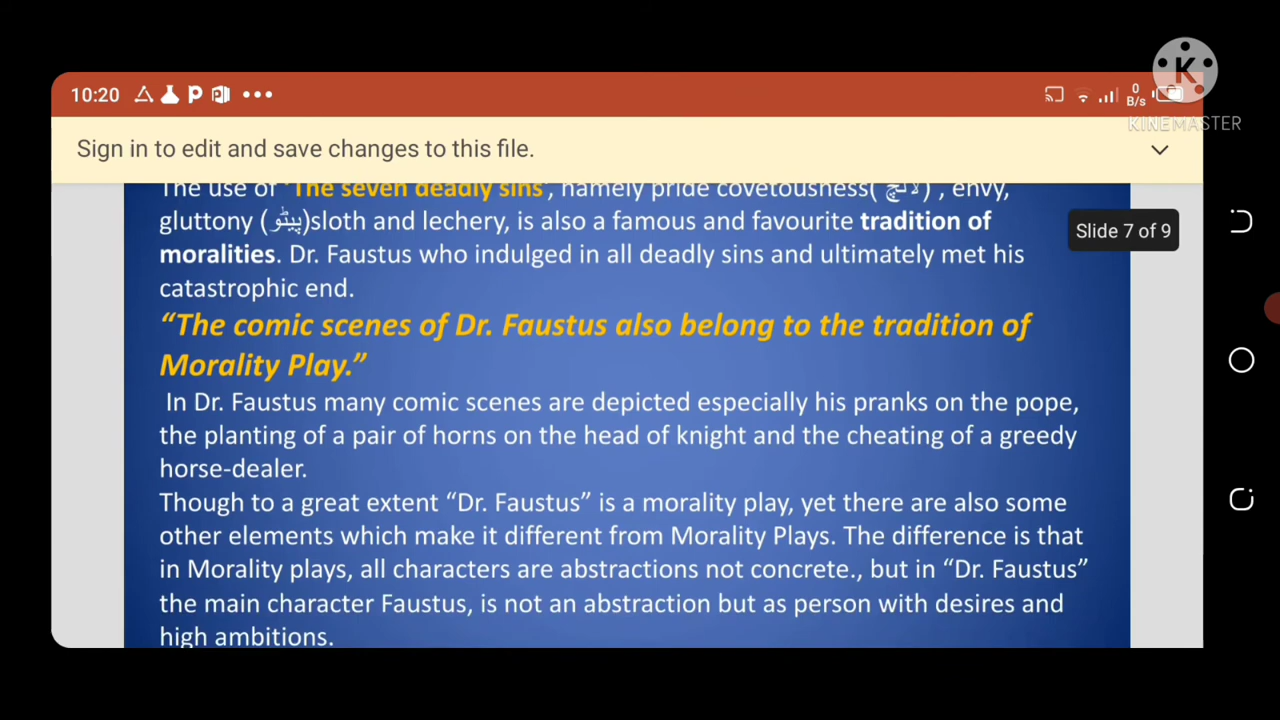 10:20
0
B/s
K
KINEMASTER
Sign in to edit and save changes to this file.
The use of 'The seven deadly sins', namely pride covetousness(لالچ) , envy,
Slide 7 of 9
gluttony (پیٹو)sloth and lechery, is also a famous and favourite tradition of
moralities. Dr. Faustus who indulged in all deadly sins and ultimately met his
catastrophic end.
“The comic scenes of Dr. Faustus also belong to the tradition of
Morality Play.”
In Dr. Faustus many comic scenes are depicted especially his pranks on the pope,
the planting of a pair of horns on the head of knight and the cheating of a greedy
horse-dealer.
Though to a great extent “Dr. Faustus” is a morality play, yet there are also some
other elements which make it different from Morality Plays. The difference is that
in Morality plays, all characters are abstractions not concrete., but in “Dr. Faustus”
the main character Faustus, is not an abstraction but as person with desires and
high ambitions.